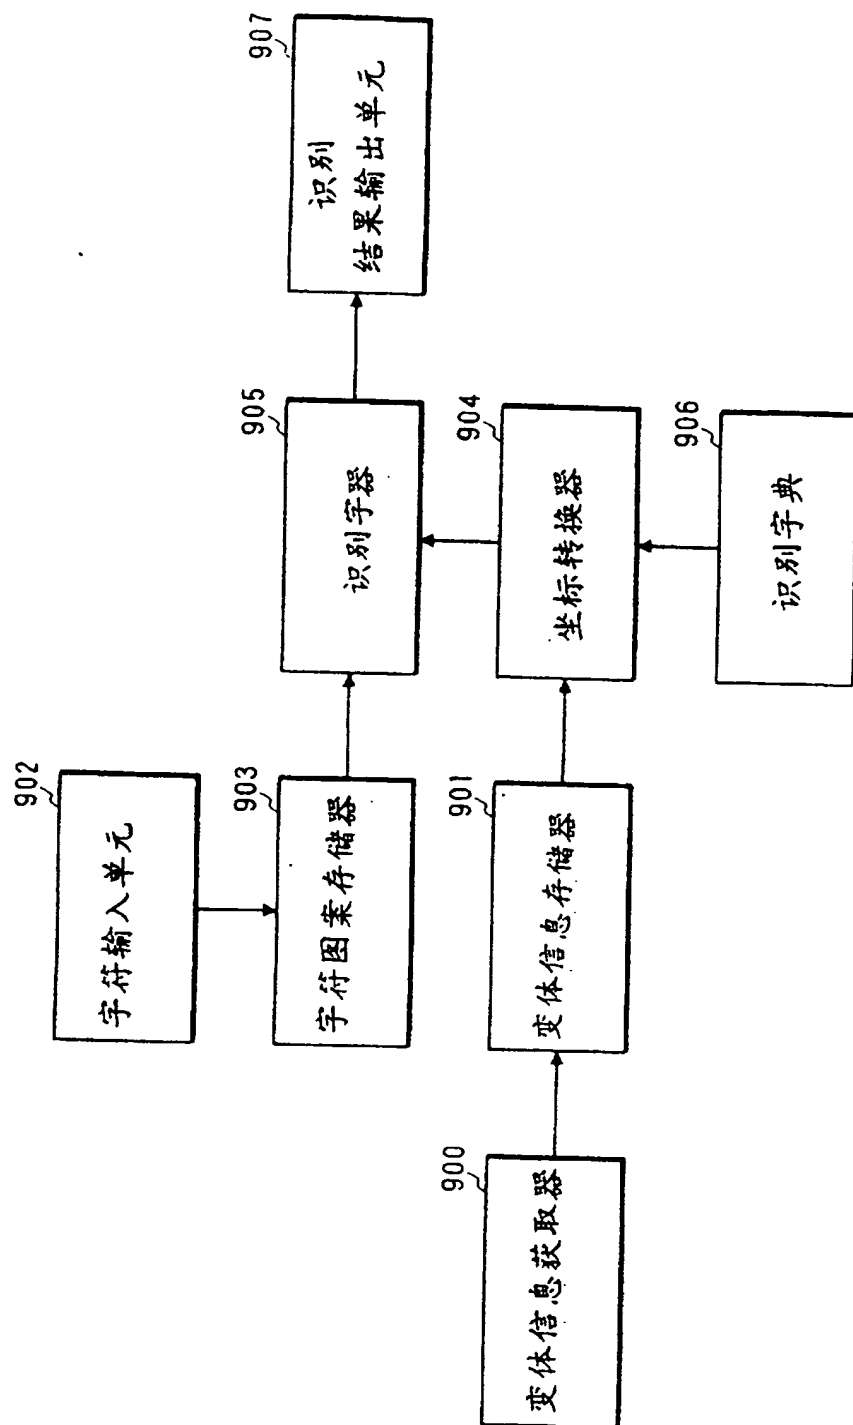 902
字符输入单元
903
字符图案存储器
905
识别字器
907
识别
结果输出单元
900
变体信息获取器
901
变体信息存储器
904
坐标转换器
906
识别字典